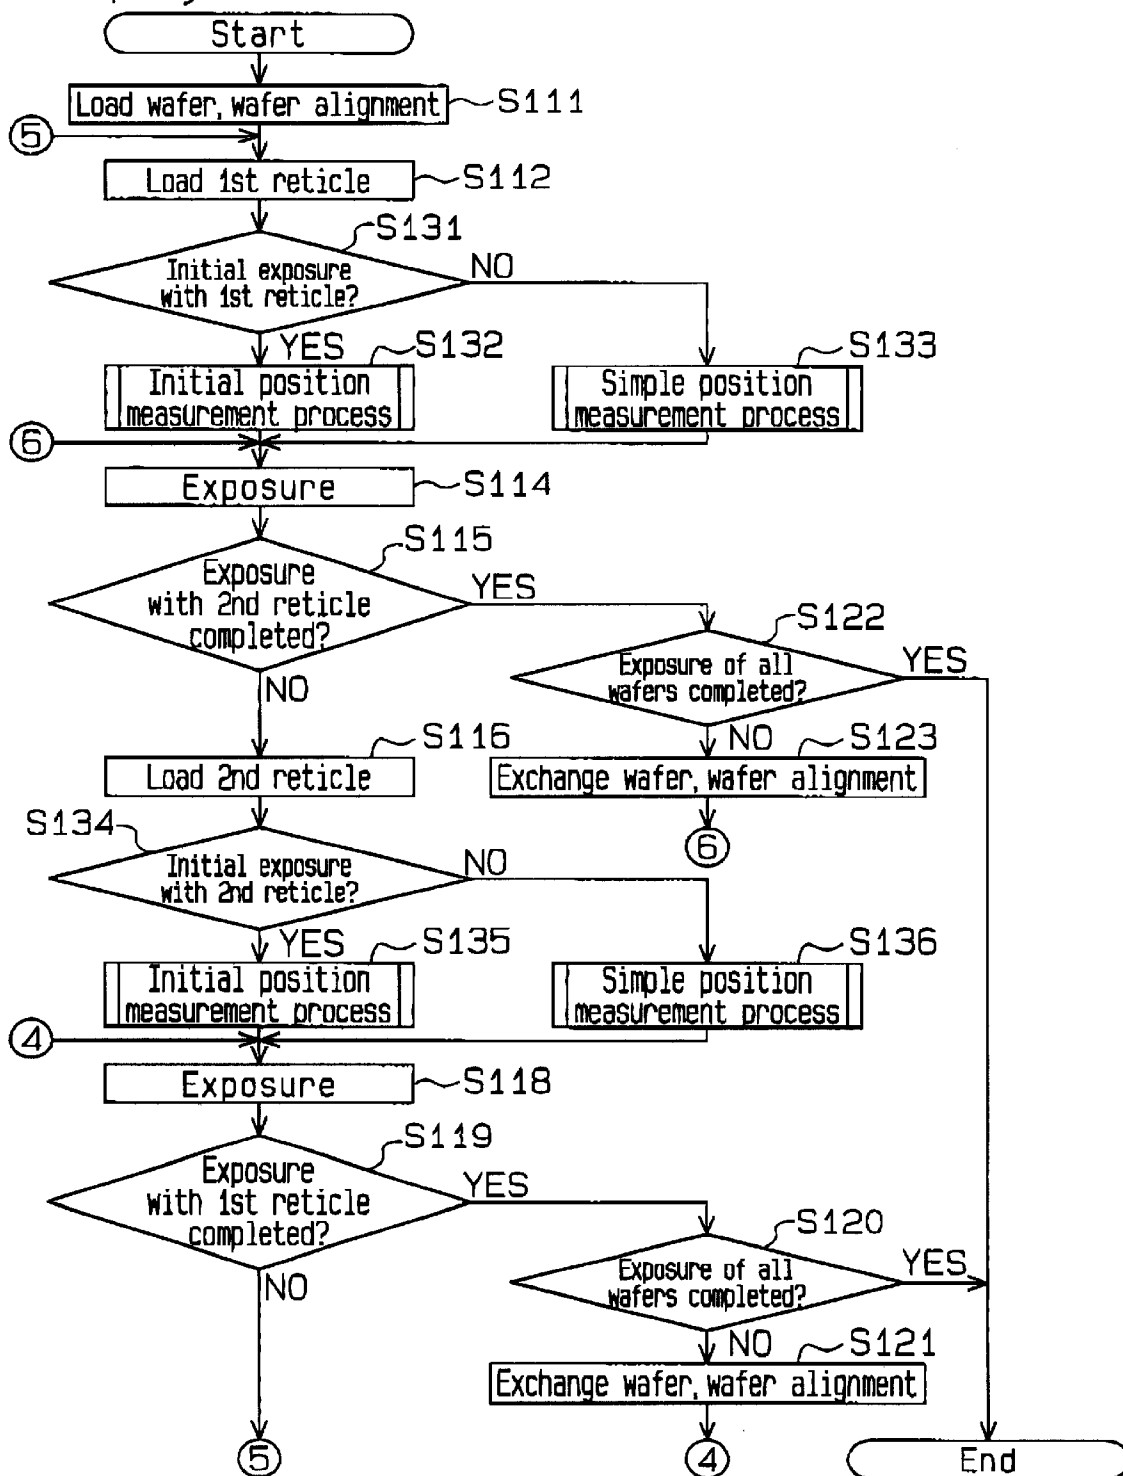 Start
Load wafer, wafer alignment
S111
5
Load 1st reticle
S112
S131
Initial exposure
with 1st reticle?
NO
YES
S132
S133
Initial position
measurement process
Simple position
measurement process
6
Exposure
S114
S115
Exposure
with 2nd reticle
completed?
YES
NO
S122
Exposure of all
wafers completed?
YES
NO
S116
S123
Load 2nd reticle
Exchange wafer, wafer alignment
6
S134
Initial exposure
with 2nd reticle?
NO
YES
S135
S136
Initial position
measurement process
Simple position
measurement process
4
Exposure
S118
S119
Exposure
with 1st reticle
completed?
YES
NO
S120
Exposure of all
wafers completed?
YES
NO
S121
Exchange wafer, wafer alignment
5
4
End